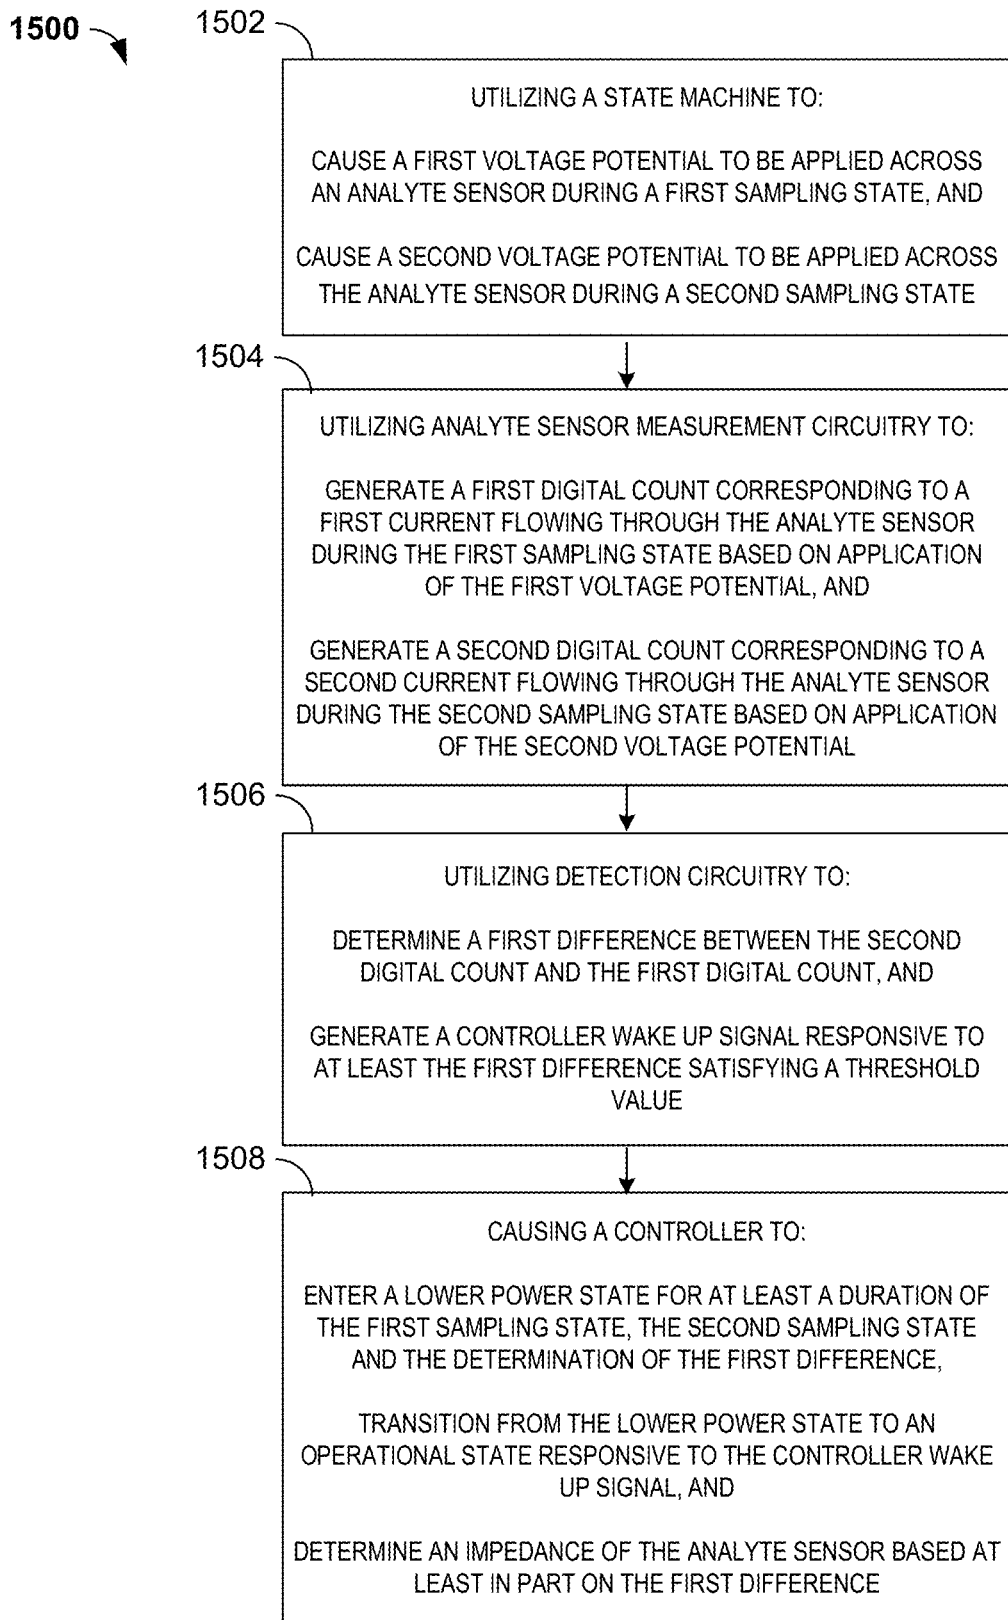 1500
1502
UTILIZING A STATE MACHINE TO:
CAUSE A FIRST VOLTAGE POTENTIAL TO BE APPLIED ACROSS
AN ANALYTE SENSOR DURING A FIRST SAMPLING STATE, AND
CAUSE A SECOND VOLTAGE POTENTIAL TO BE APPLIED ACROSS
THE ANALYTE SENSOR DURING A SECOND SAMPLING STATE
1504
UTILIZING ANALYTE SENSOR MEASUREMENT CIRCUITRY TO:
GENERATE A FIRST DIGITAL COUNT CORRESPONDING TO A
FIRST CURRENT FLOWING THROUGH THE ANALYTE SENSOR
DURING THE FIRST SAMPLING STATE BASED ON APPLICATION
OF THE FIRST VOLTAGE POTENTIAL, AND
GENERATE A SECOND DIGITAL COUNT CORRESPONDING TO A
SECOND CURRENT FLOWING THROUGH THE ANALYTE SENSOR
DURING THE SECOND SAMPLING STATE BASED ON APPLICATION
OF THE SECOND VOLTAGE POTENTIAL
1506
UTILIZING DETECTION CIRCUITRY TO:
DETERMINE A FIRST DIFFERENCE BETWEEN THE SECOND
DIGITAL COUNT AND THE FIRST DIGITAL COUNT, AND
GENERATE A CONTROLLER WAKE UP SIGNAL RESPONSIVE TO
AT LEAST THE FIRST DIFFERENCE SATISFYING A THRESHOLD
VALUE
1508
CAUSING A CONTROLLER TO:
ENTER A LOWER POWER STATE FOR AT LEAST A DURATION OF
THE FIRST SAMPLING STATE, THE SECOND SAMPLING STATE
AND THE DETERMINATION OF THE FIRST DIFFERENCE,
TRANSITION FROM THE LOWER POWER STATE TO AN
OPERATIONAL STATE RESPONSIVE TO THE CONTROLLER WAKE
UP SIGNAL, AND
DETERMINE AN IMPEDANCE OF THE ANALYTE SENSOR BASED AT
LEAST IN PART ON THE FIRST DIFFERENCE